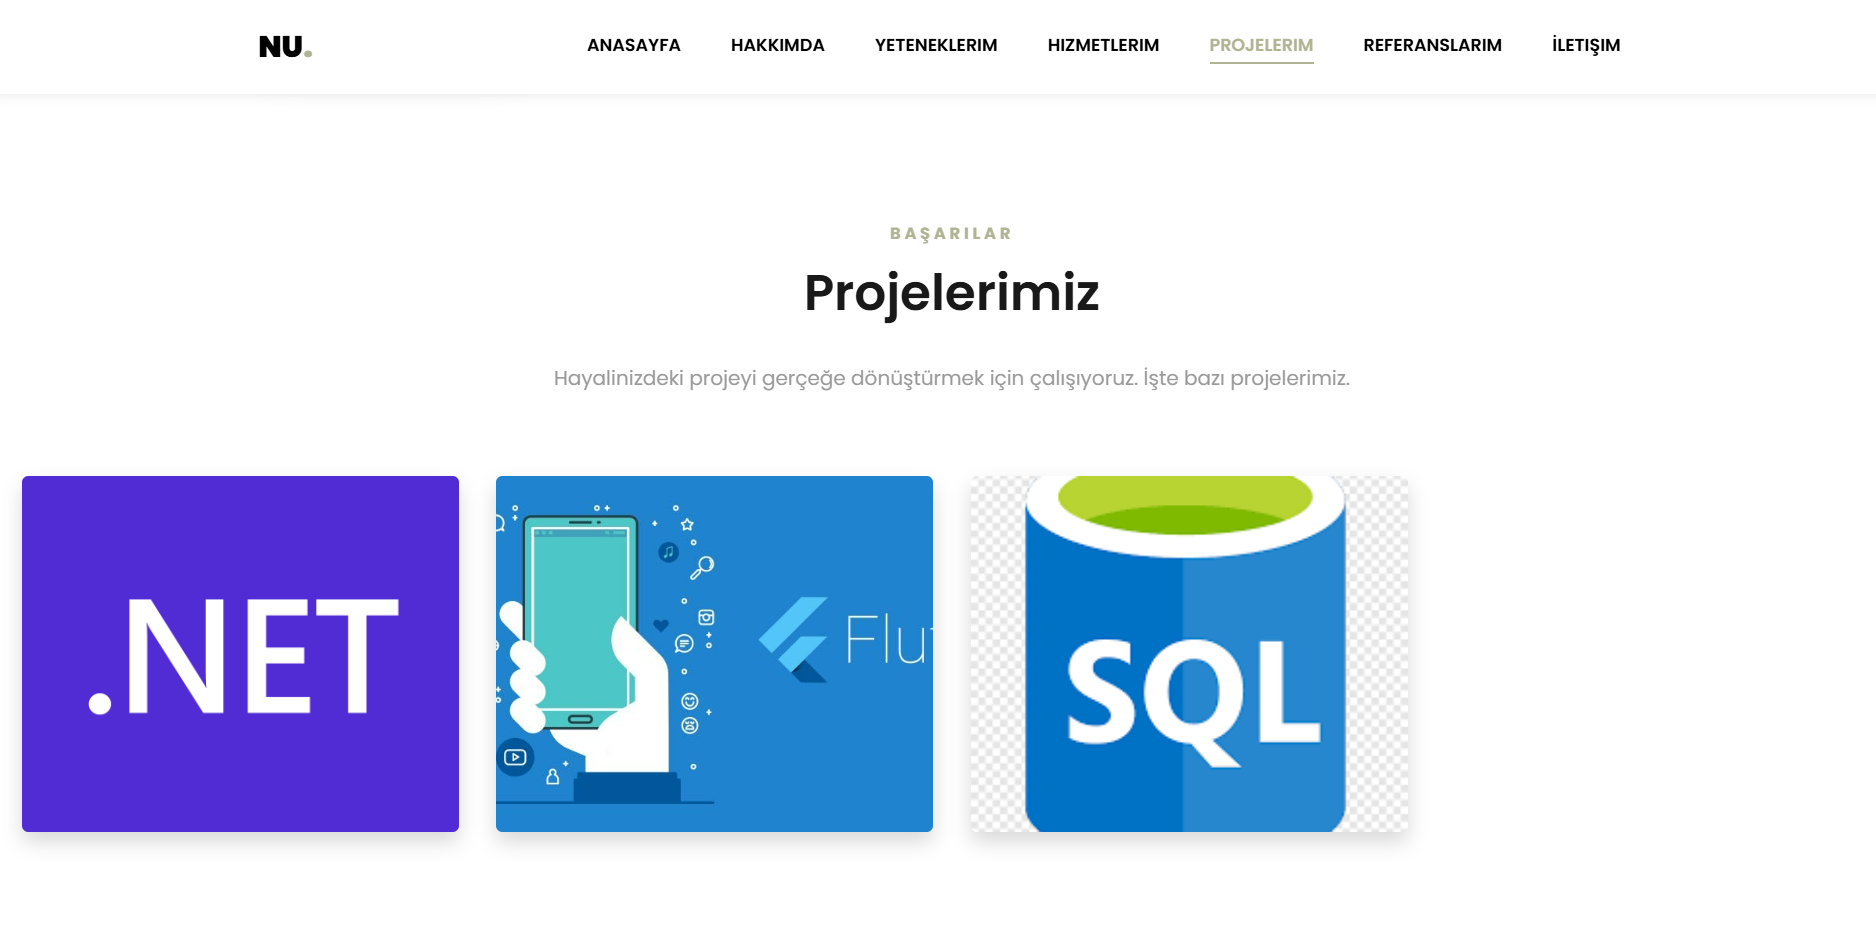 NU.
ANASAYFA HAKKIMDA YETENEKLERIM HIZMETLERIM PROJELERIM REFERANSLARIM İLETIŞIM
BAŞARILAR
Projelerimiz
Hayalinizdeki projeyi gerçeğe dönüştürmek için çalışıyoruz. İşte bazı projelerimiz.
.NET
Flut
SQL